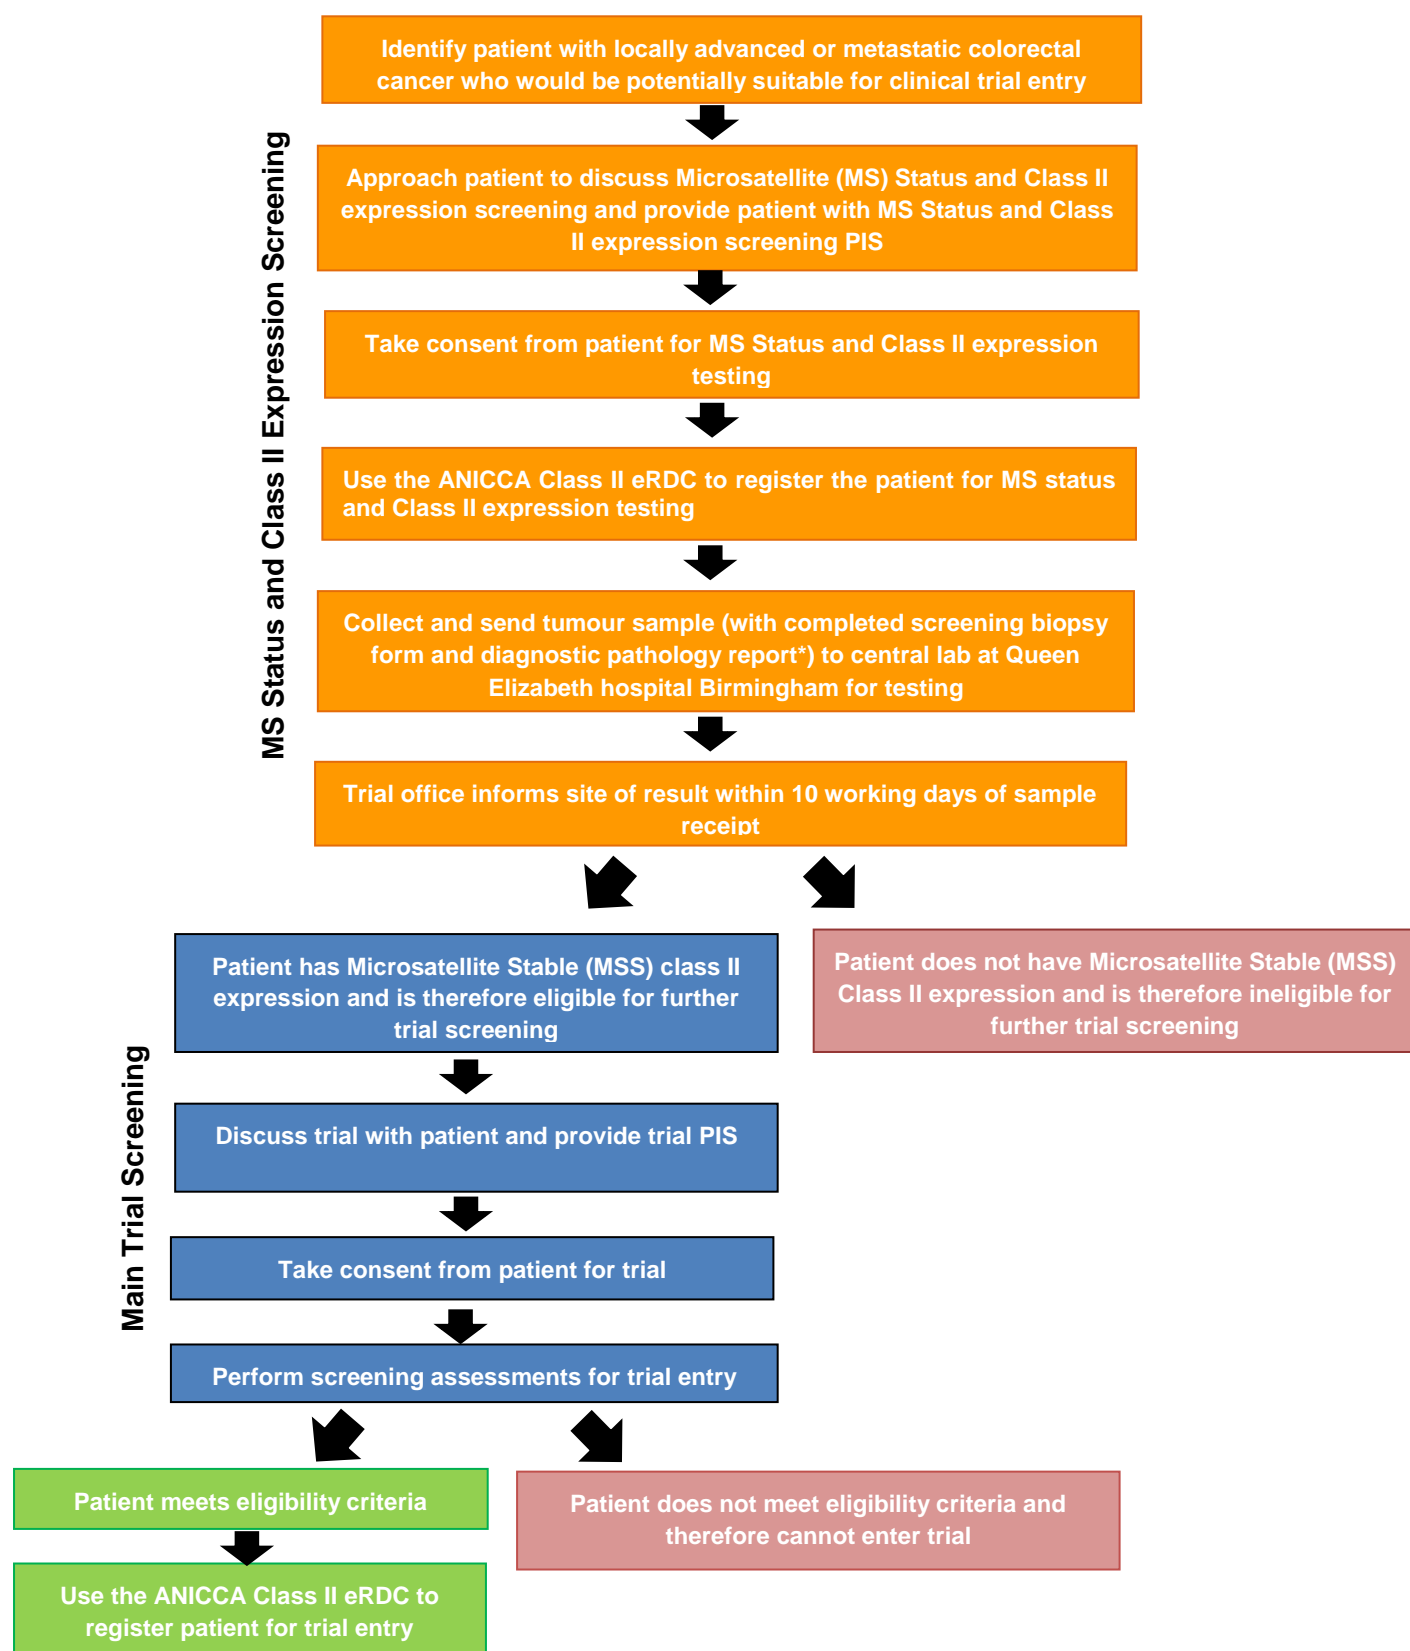 Identify patient with locally advanced or metastatic colorectal
cancer who would be potentially suitable for clinical trial entry
MS Status and Class II Expression Screening
Approach patient to discuss Microsatellite (MS) Status and Class II
expression screening and provide patient with MS Status and Class
II expression screening PIS
Take consent from patient for MS Status and Class II expression
testing
Use the ANICCA Class II eRDC to register the patient for MS status
and Class II expression testing
Collect and send tumour sample (with completed screening biopsy
form and diagnostic pathology report*) to central lab at Queen
Elizabeth hospital Birmingham for testing
Trial office informs site of result within 10 working days of sample
receipt
Patient has Microsatellite Stable (MSS) class II
expression and is therefore eligible for further
trial screening
Patient does not have Microsatellite Stable (MSS)
Class II expression and is therefore ineligible for
further trial screening
Main Trial Screening
Discuss trial with patient and provide trial PIS
Take consent from patient for trial
Perform screening assessments for trial entry
Patient meets eligibility criteria
Patient does not meet eligibility criteria and
therefore cannot enter trial
Use the ANICCA Class II eRDC to
register patient for trial entry